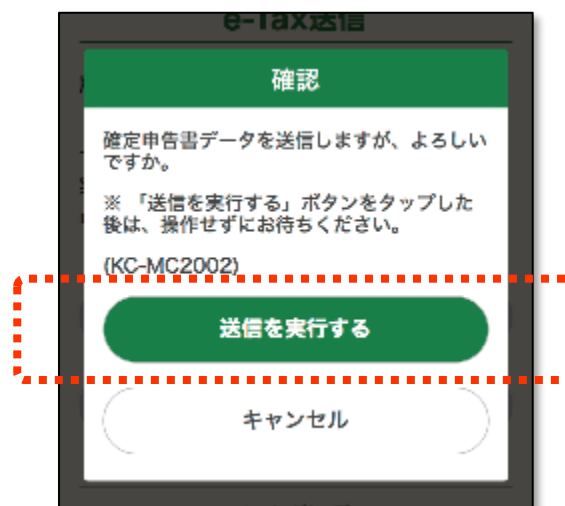 e-Tax送信
確認
確定申告書データを送信しますが、よろしい
ですか。
※ 「送信を実行する」ボタンをタップした
後は、操作せずにお待ちください。
(KC-MC2002)
送信を実行する
キャンセル